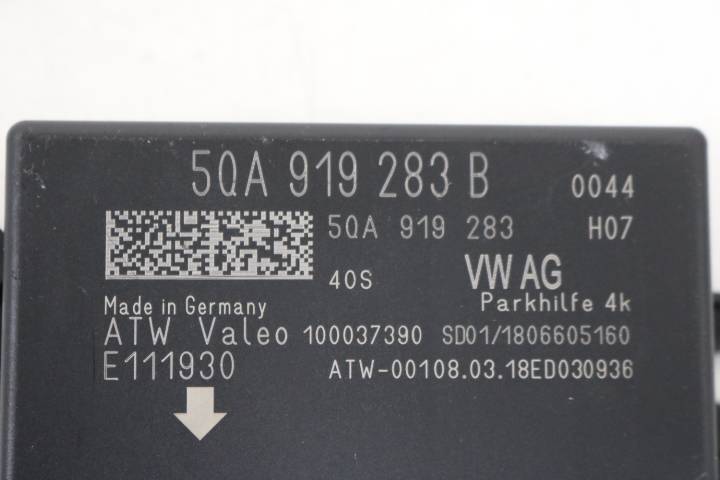 5QA 919 283 B 0044
5QA 919 283 H07
40S VW AG
Made in Germany Parkhilfe 4k
ATW Valeo 100037390 SD01/1806605160
E111930 ATW-00108.03.18ED030936